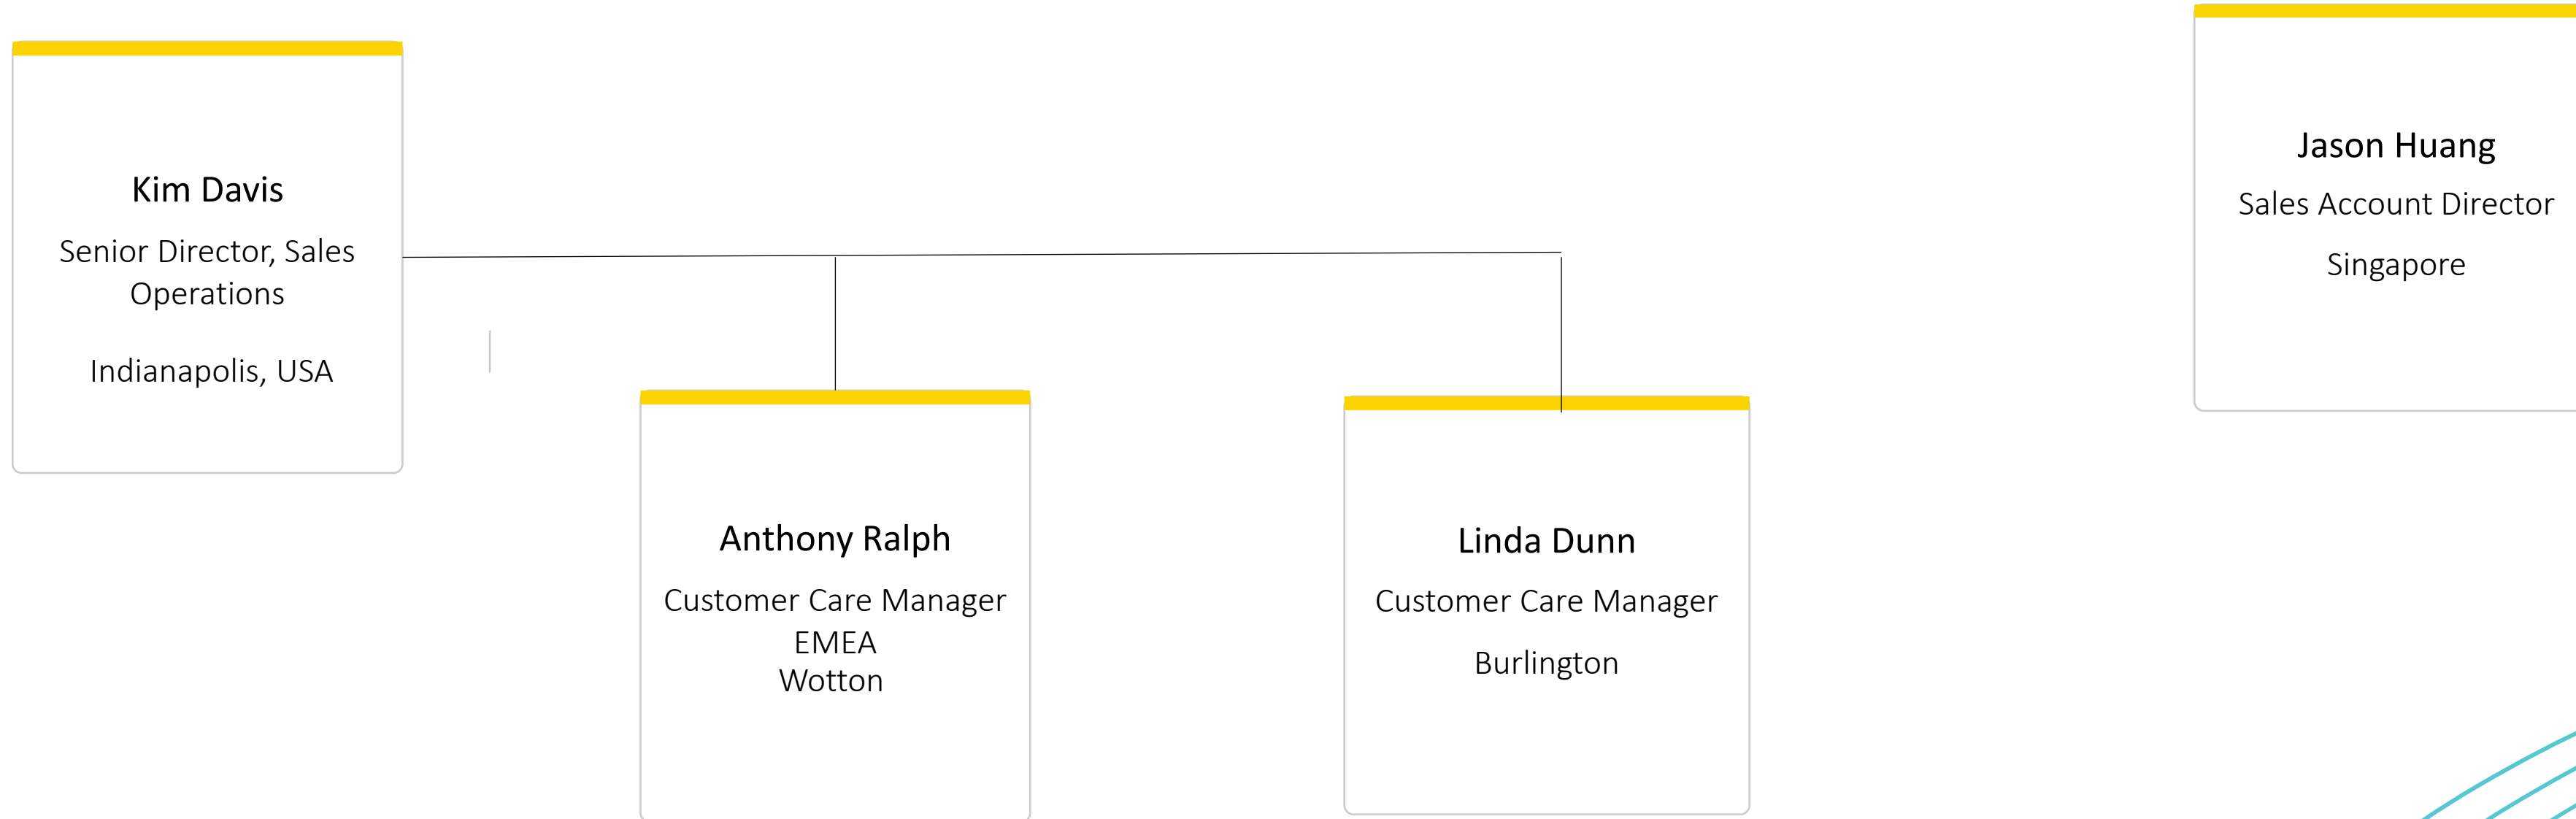 Kim Davis
Senior Director, Sales
Operations
Indianapolis, USA
Anthony Ralph
Customer Care Manager
EMEA
Wotton
Linda Dunn
Customer Care Manager
Burlington
Jason Huang
Sales Account Director
Singapore